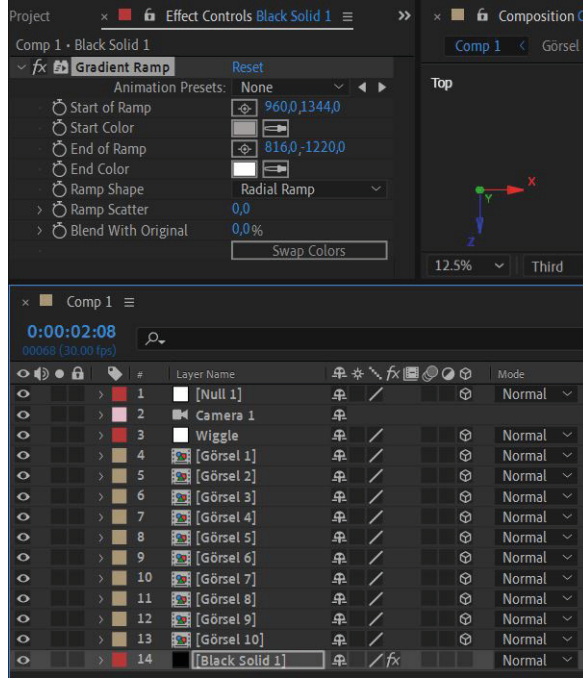 Project × Effect Controls Black Solid 1 ≡ » × Composition
Comp 1 • Black Solid 1
Comp 1 < Görsel
fx Gradient Ramp Reset
Animation Presets: None
Top
Start of Ramp 960,0,1344,0
Start Color
End of Ramp 816,0,-1220,0
End Color
Ramp Shape Radial Ramp
X
Y
> Ramp Scatter 0,0
> Blend With Original 0,0%
Z
Swap Colors
12.5% Third
× Comp 1 ≡
0:00:02:08
00068 (30.00 fps)
# Layer Name fx Mode
> 1 [Null 1] Normal
> 2 Camera 1
> 3 Wiggle Normal
> 4 [Görsel 1] Normal
> 5 [Görsel 2] Normal
> 6 [Görsel 3] Normal
> 7 [Görsel 4] Normal
> 8 [Görsel 5] Normal
> 9 [Görsel 6] Normal
> 10 [Görsel 7] Normal
> 11 [Görsel 8] Normal
> 12 [Görsel 9] Normal
> 13 [Görsel 10] Normal
> 14 [Black Solid 1] fx Normal